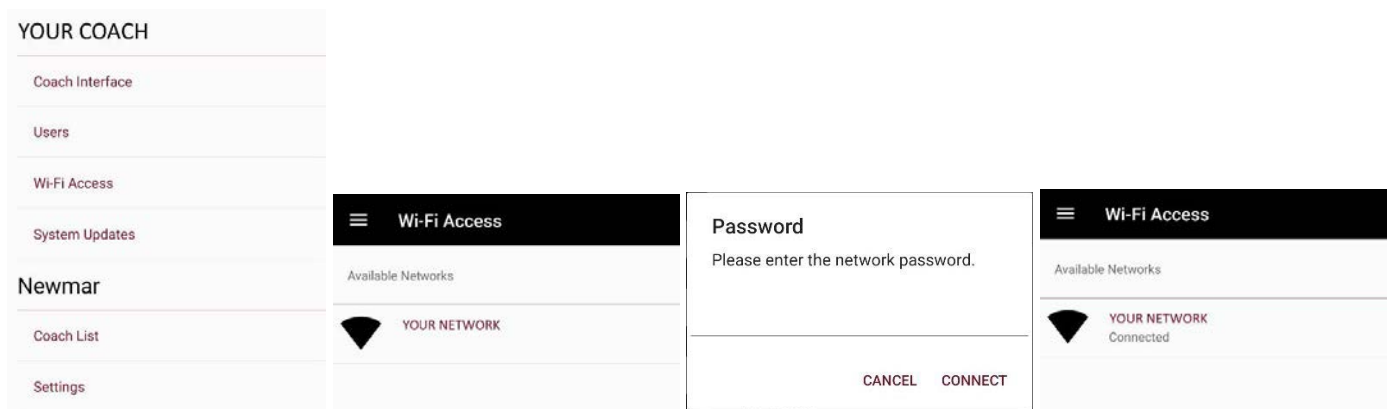 YOUR COACH
Coach Interface
Users
Wi-Fi Access
System Updates
Newmar
Coach List
Settings
Wi-Fi Access
Available Networks
YOUR NETWORK
Password
Please enter the network password.
CANCEL CONNECT
Wi-Fi Access
Available Networks
YOUR NETWORK
Connected